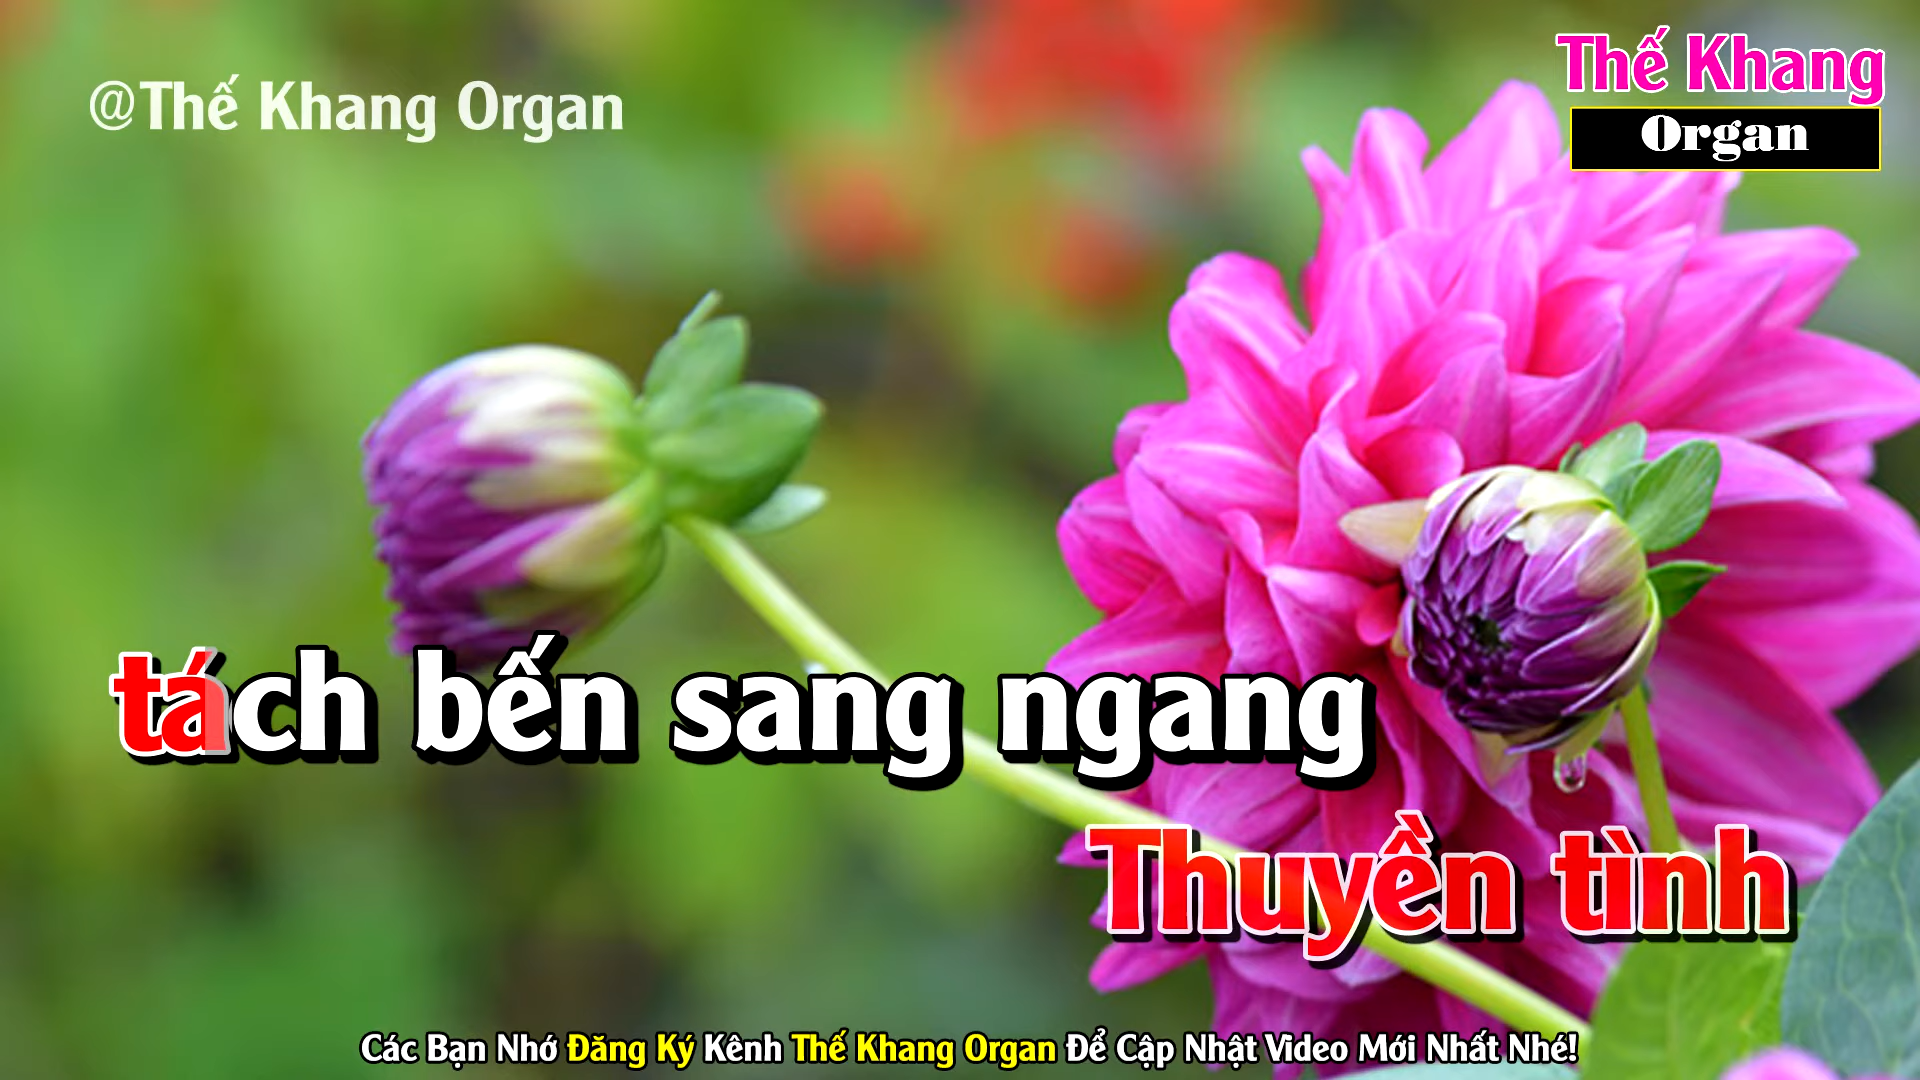 @Thế Khang Organ
Thế Khang
Organ
tách bến sang ngang
Thuyền tình
Các Bạn Nhớ Đăng Ký Kênh Thế Khang Organ Để Cập Nhật Video Mới Nhất Nhé!